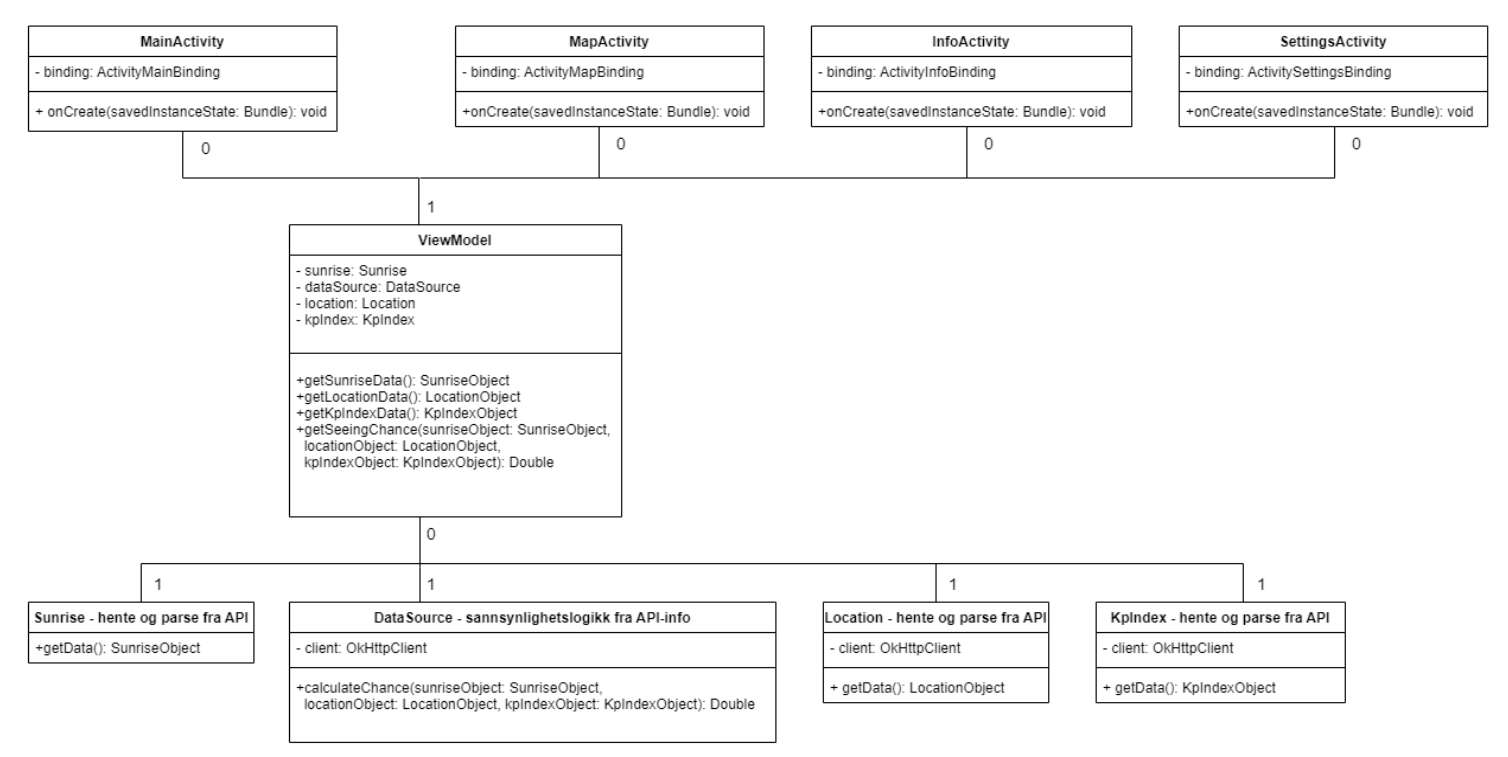 MainActivity
- binding: ActivityMainBinding
+ onCreate(savedInstanceState: Bundle): void
MapActivity
- binding: ActivityMapBinding
+onCreate(savedInstanceState: Bundle): void
InfoActivity
- binding: ActivityInfoBinding
+onCreate(savedInstanceState: Bundle): void
SettingsActivity
- binding: ActivitySettingsBinding
+onCreate(savedInstanceState: Bundle): void
0
0
0
0
1
ViewModel
- sunrise: Sunrise
- dataSource: DataSource
- location: Location
- kpIndex: KpIndex
+getSunriseData(): SunriseObject
+getLocationData(): LocationObject
+getKpIndexData(): KpIndexObject
+getSeeingChance(sunriseObject: SunriseObject,
locationObject: LocationObject,
kpIndexObject: KpIndexObject): Double
0
1
1
1
1
Sunrise - hente og parse fra API
+getData(): SunriseObject
DataSource - sannsynlighetslogikk fra API-info
- client: OkHttpClient
+calculateChance(sunriseObject: SunriseObject,
locationObject: LocationObject, kpIndexObject: KpIndexObject): Double
Location - hente og parse fra API
- client: OkHttpClient
+ getData(): LocationObject
KpIndex - hente og parse fra API
- client: OkHttpClient
+ getData(): KpIndexObject